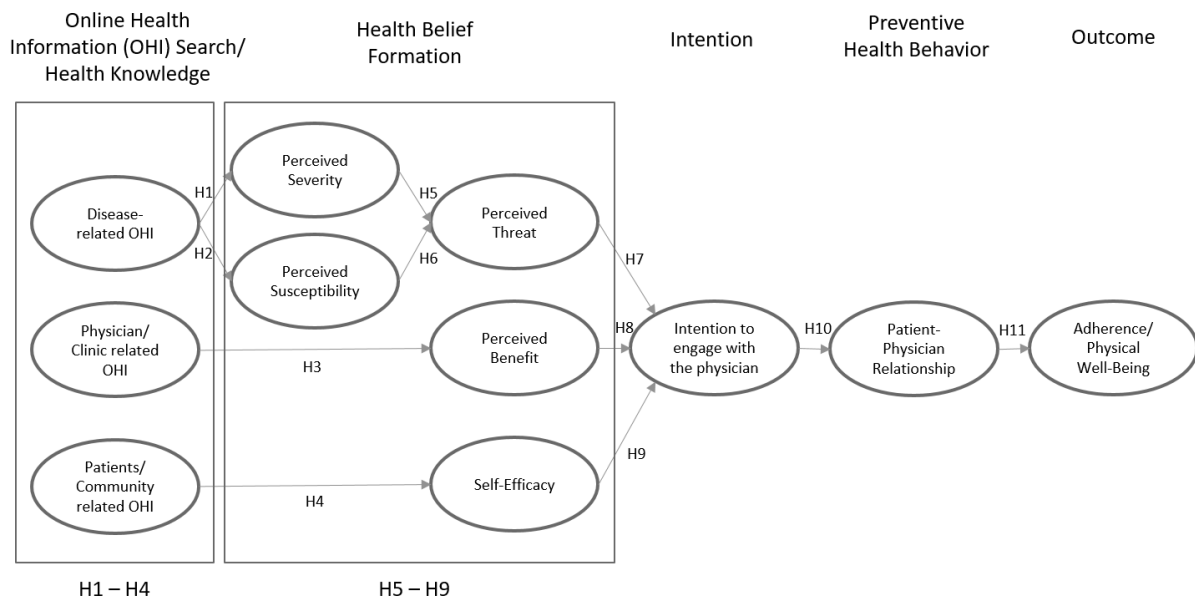 Online Health
Information (OHI) Search/
Health Knowledge
Health Belief
Formation
Intention
Preventive
Health Behavior
Outcome
Disease-
related OHI
Physician/
Clinic related
OHI
Patients/
Community
related OHI
H1
H2
H3
H4
Perceived
Severity
Perceived
Susceptibility
H5
H6
Perceived
Threat
Perceived
Benefit
Self-Efficacy
H7
H8
H9
Intention to
engage with
the physician
H10
Patient-
Physician
Relationship
H11
Adherence/
Physical
Well-Being
H1 – H4
H5 – H9